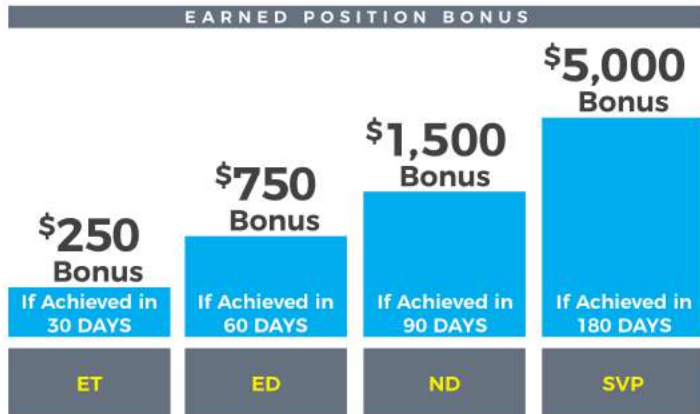 EARNED POSITION BONUS
$250
Bonus
If Achieved in
30 DAYS
ET
$750
Bonus
If Achieved in
60 DAYS
ED
$1,500
Bonus
If Achieved in
90 DAYS
ND
$5,000
Bonus
If Achieved in
180 DAYS
SVP